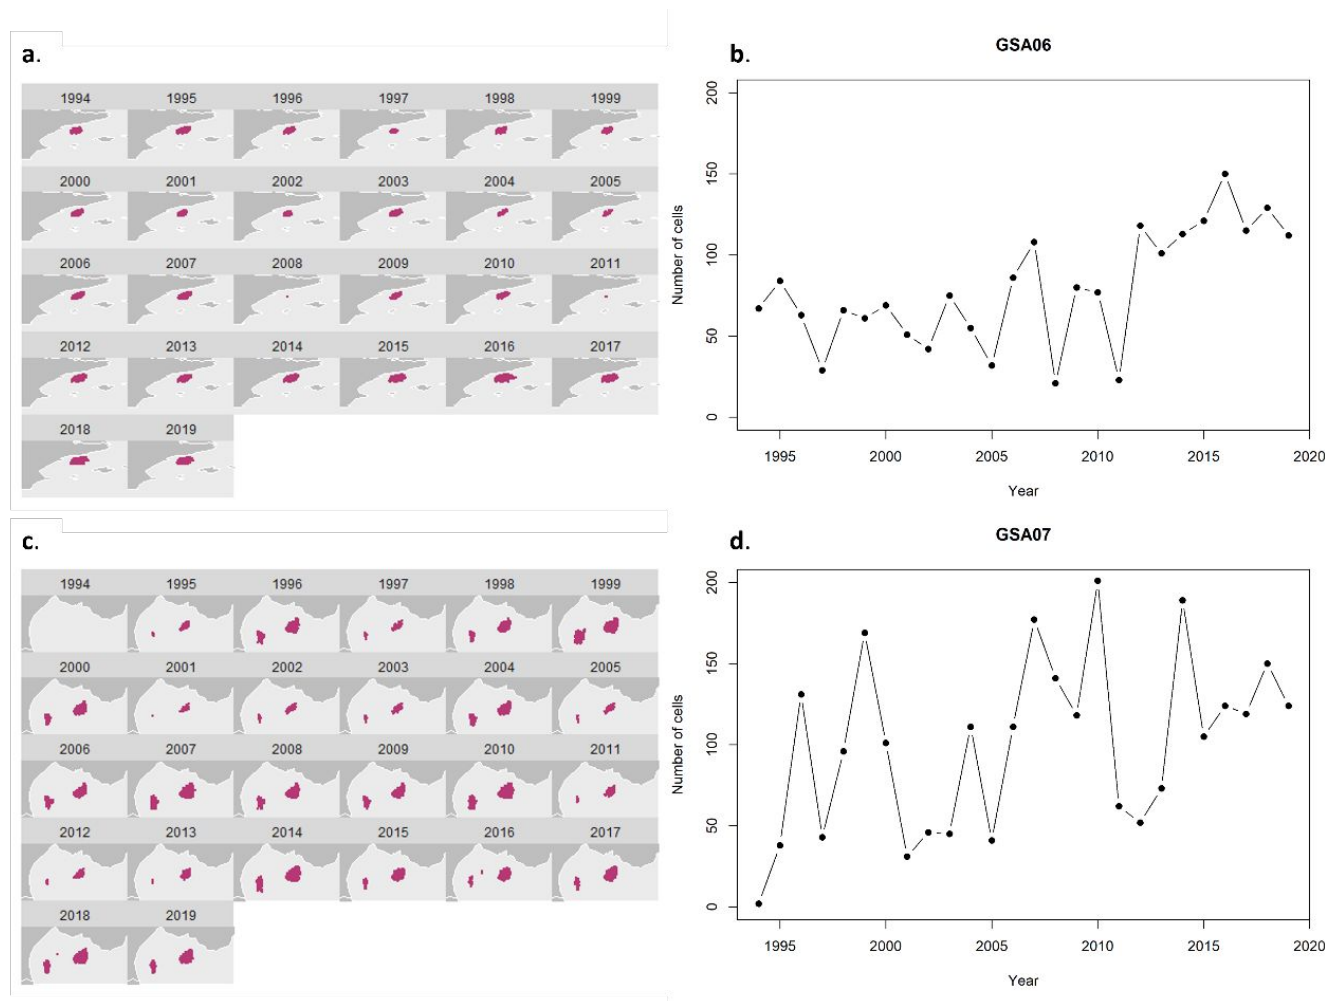 a.
1994 1995 1996 1997 1998 1999
2000 2001 2002 2003 2004 2005
2006 2007 2008 2009 2010 2011
2012 2013 2014 2015 2016 2017
2018 2019
b.
GSA06
Number of cells
200
150
100
50
0
1995 2000 2005 2010 2015 2020
Year
c.
1994 1995 1996 1997 1998 1999
2000 2001 2002 2003 2004 2005
2006 2007 2008 2009 2010 2011
2012 2013 2014 2015 2016 2017
2018 2019
d.
GSA07
Number of cells
200
150
100
50
0
1995 2000 2005 2010 2015 2020
Year